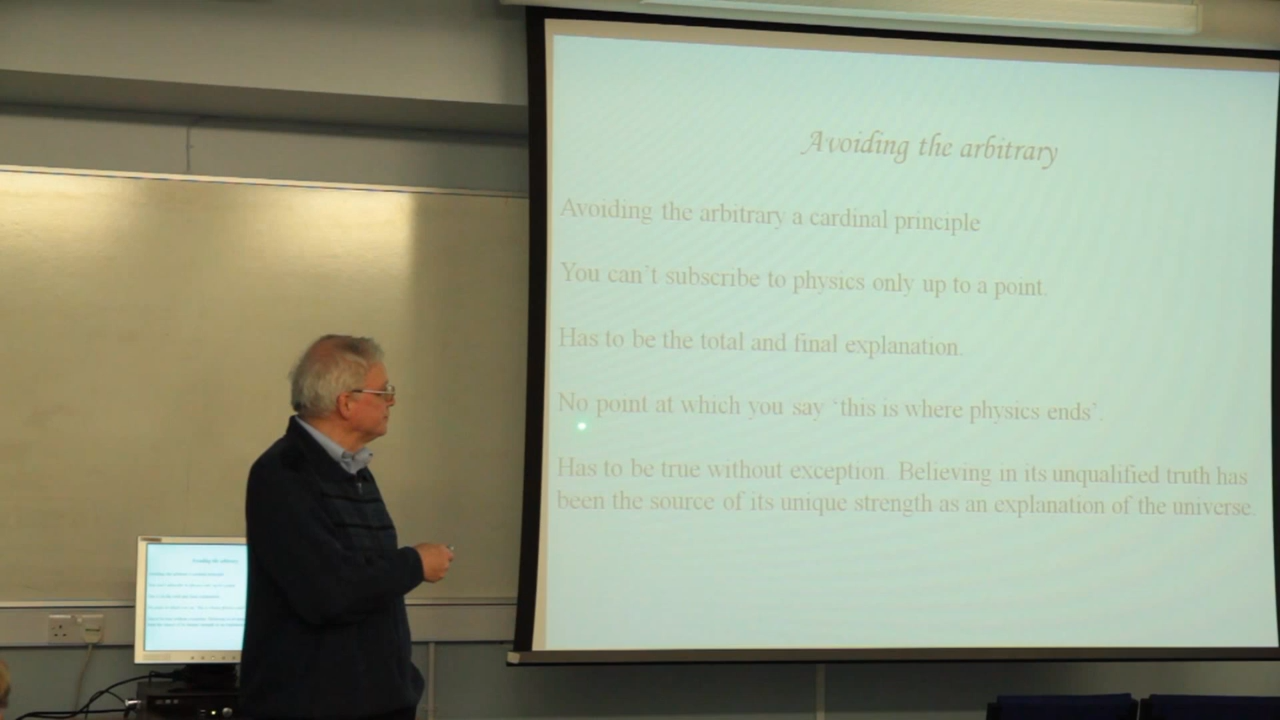 Avoiding the arbitrary
Avoiding the arbitrary a cardinal principle
You can't subscribe to physics only up to a point.
Has to be the total and final explanation.
No point at which you say ‘this is where physics ends’.
Has to be true without exception. Believing in its unqualified truth has
been the source of its unique strength as an explanation of the universe.
Avoiding the arbitrary